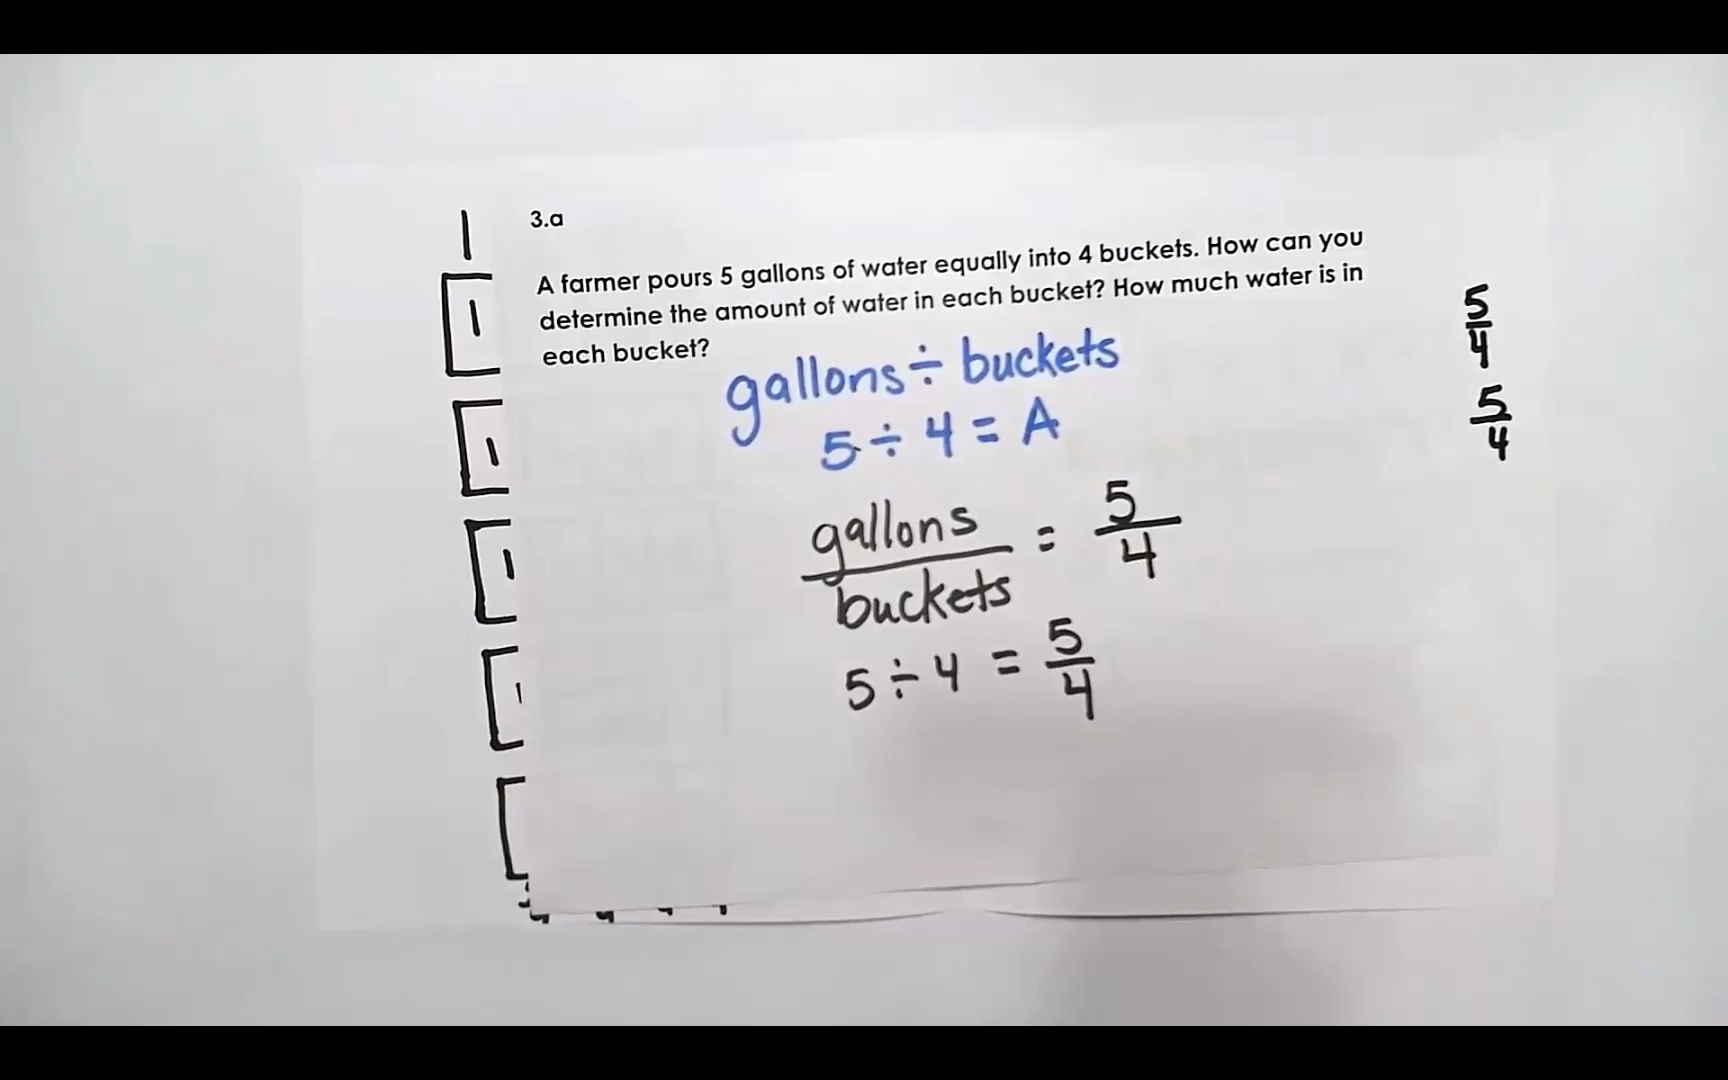 1
3.a
A farmer pours 5 gallons of water equally into 4 buckets. How can you
determine the amount of water in each bucket? How much water is in
each bucket?
gallons ÷ buckets
5 ÷ 4 = A
gallons/buckets = 5/4
5 ÷ 4 = 5/4
1
1
1
1
5/4
5/4